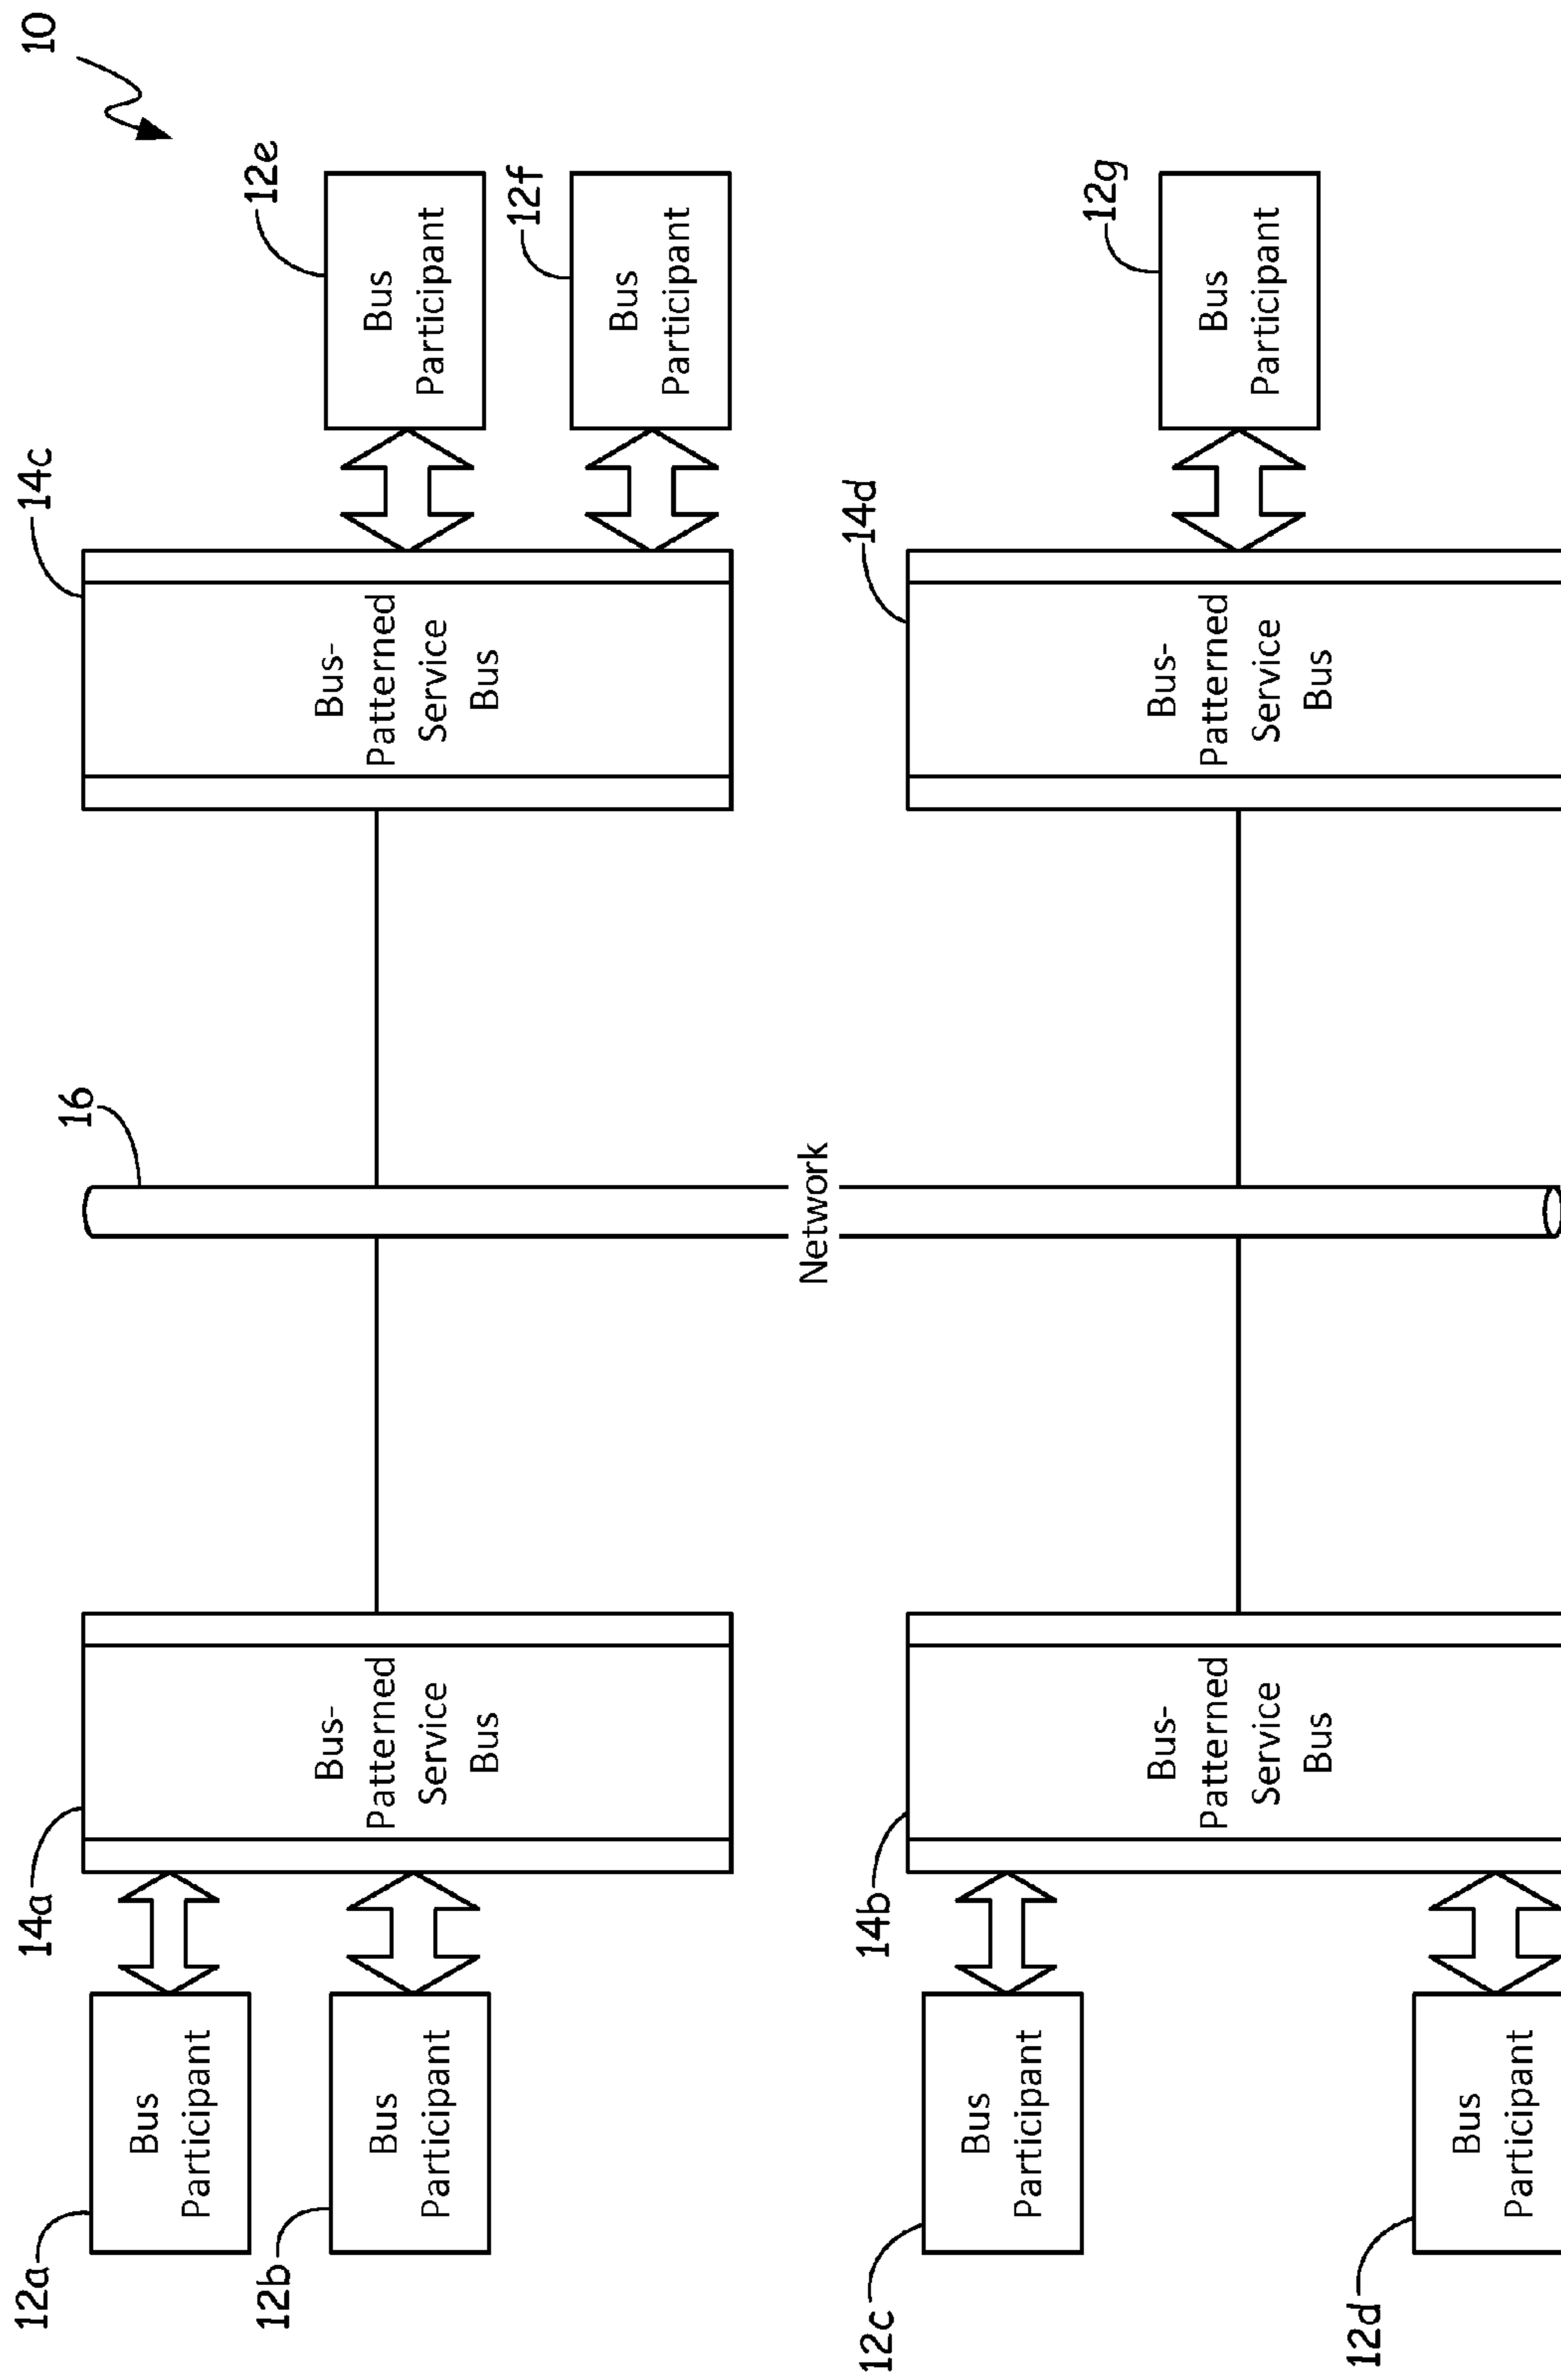 10
12a
Bus
Participant
14a
Bus-
Patterned
Service
Bus
16
14c
Bus-
Patterned
Service
Bus
12e
Bus
Participant
12b
Bus
Participant
12f
Bus
Participant
Network
12c
Bus
Participant
14b
Bus-
Patterned
Service
Bus
14d
Bus-
Patterned
Service
Bus
12g
Bus
Participant
12d
Bus
Participant